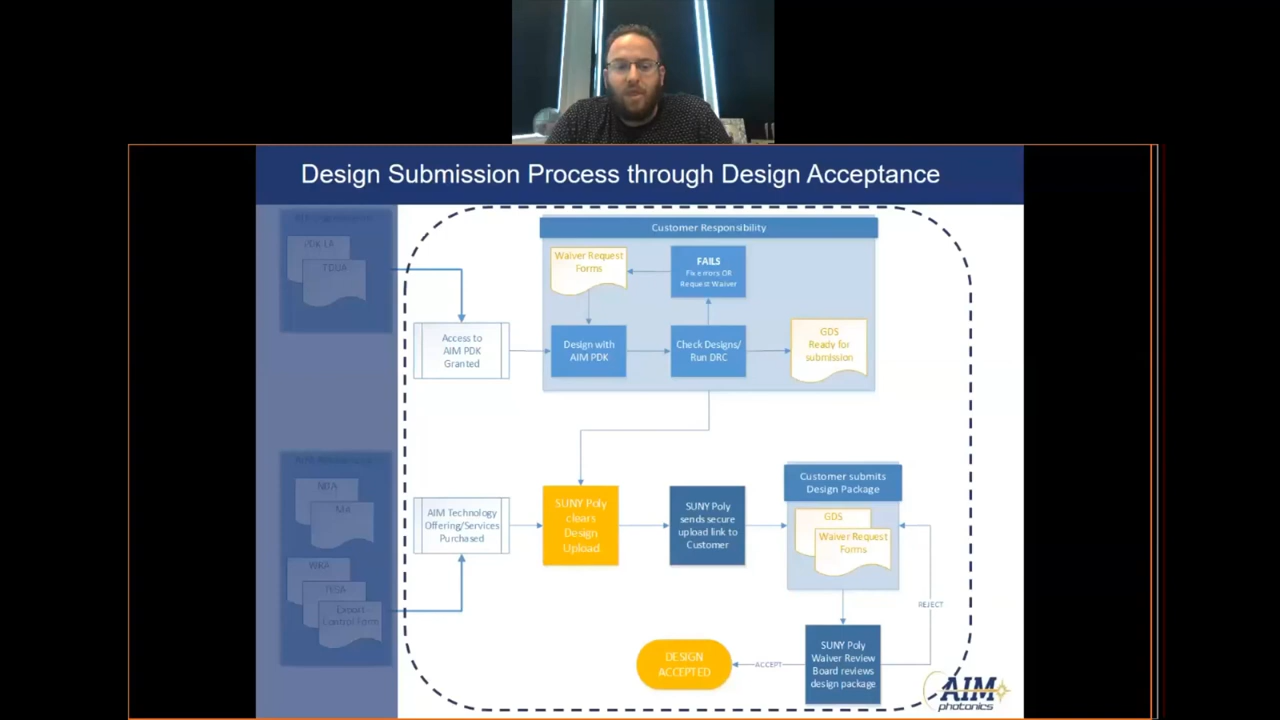 Design Submission Process through Design Acceptance
PDK LA
TDUA
Access to
AIM PDK
Granted
Customer Responsibility
Waiver Request
Forms
FAILS
Fix errors OR
Request Waiver
Design with
AIM PDK
Check Designs/
Run DRC
GDS
Ready for
submission
NITA
MA
WRA
Export
Control Form
AIM Technology
Offering/Services
Purchased
SUNY Poly
clears
Design
Upload
SUNY Poly
sends secure
upload link to
Customer
Customer submits
Design Package
GDS
Waiver Request
Forms
REJECT
SUNY Poly
Waiver Review
Board reviews
design package
ACCEPT
DESIGN
ACCEPTED
AIM
photonics